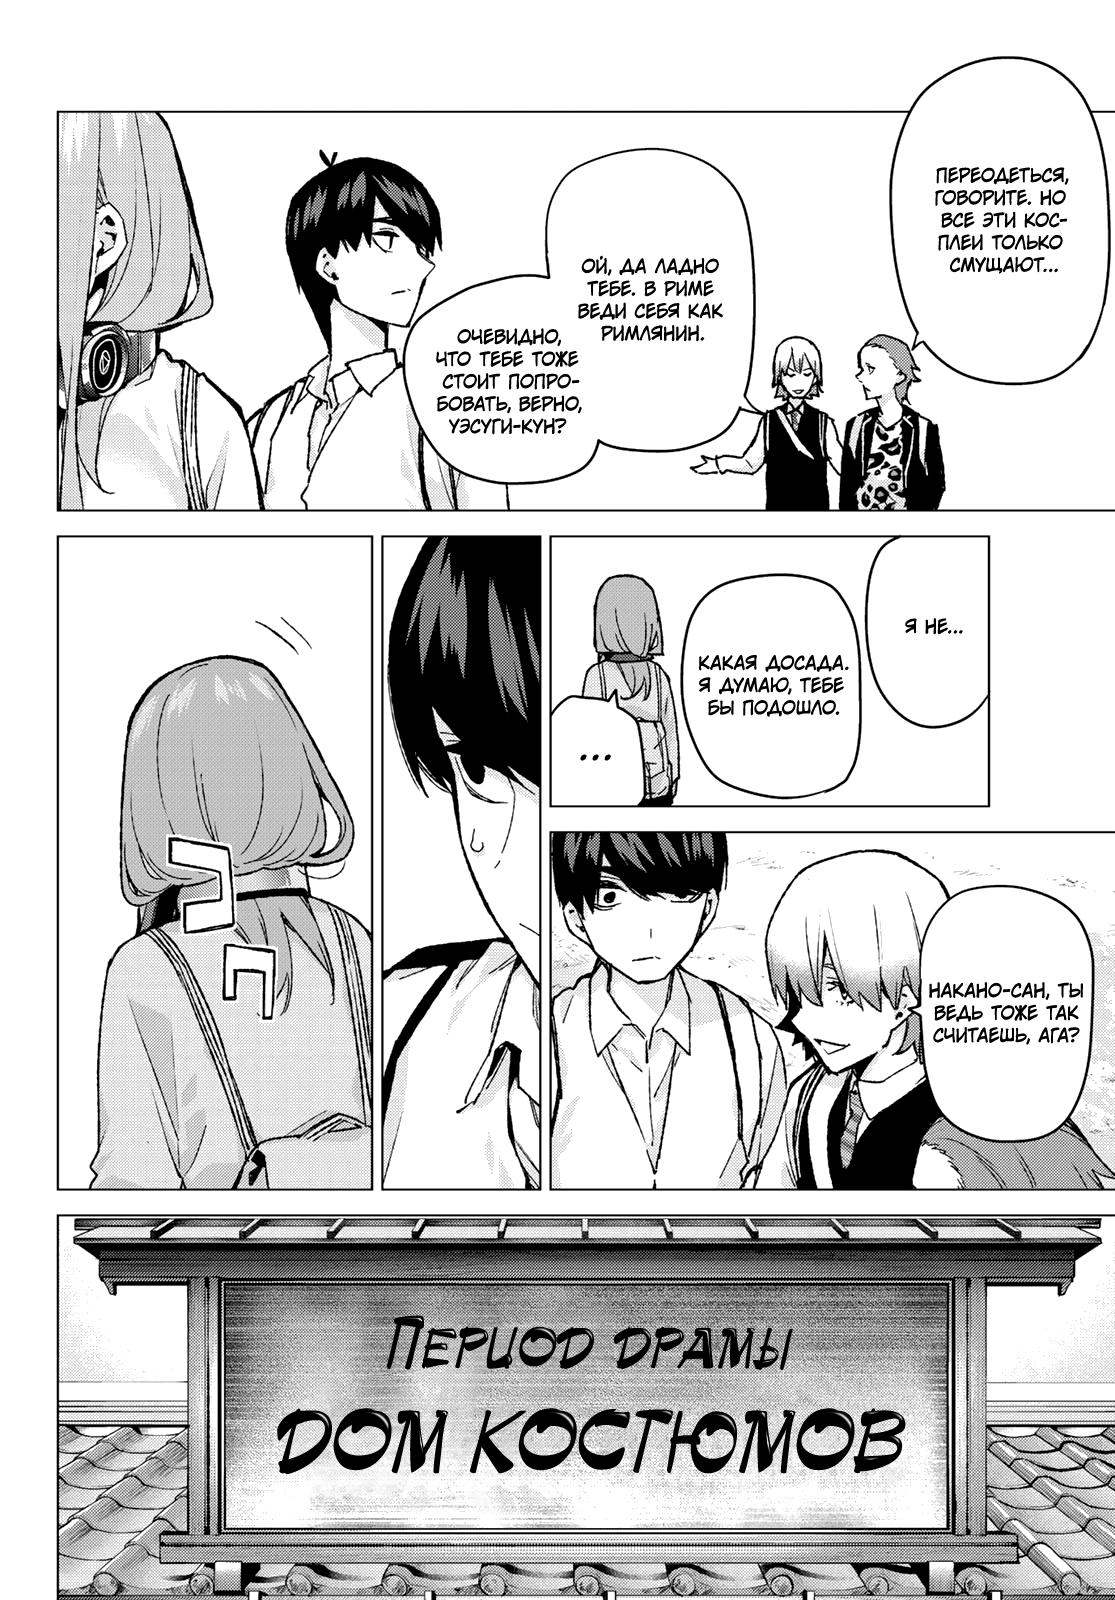 ПЕРЕОДЕТЬСЯ,
ГОВОРИТЕ. НО
ВСЕ ЭТИ КОС-
ПЛЕИ ТОЛЬКО
СМУЩАЮТ...
ОЙ, ДА ЛАДНО
ТЕБЕ. В РИМЕ
ВЕДИ СЕБЯ КАК
РИМЛЯНИН.
ОЧЕВИДНО,
ЧТО ТЕБЕ ТОЖЕ
СТОИТ ПОПРО-
БОВАТЬ, ВЕРНО,
УЭСУГИ-КУН?
Я НЕ...
КАКАЯ ДОСАДА.
Я ДУМАЮ, ТЕБЕ
БЫ ПОДОШЛО.
...
НАКАНО-САН, ТЫ
ВЕДЬ ТОЖЕ ТАК
СЧИТАЕШЬ, АГА?
コク
ПЕРИОД ДРАМЫ
ДОМ КОСТЮМОВ